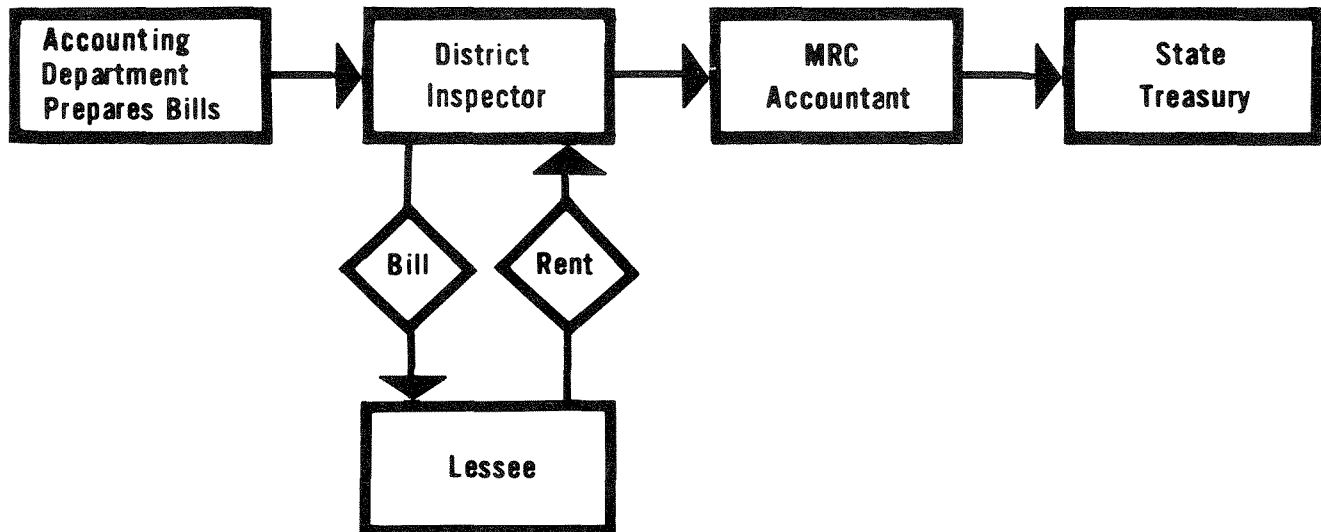 Accounting
Department
Prepares Bills
District
Inspector
MRC
Accountant
State
Treasury
Bill
Rent
Lessee